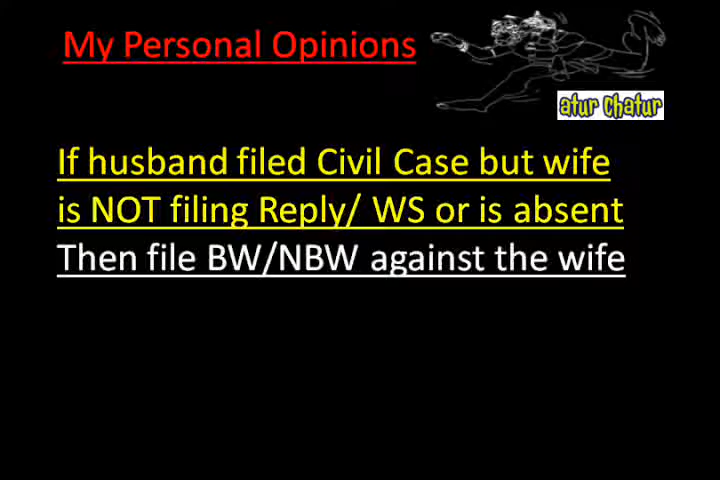 My Personal Opinions
atur chatur
If husband filed Civil Case but wife
is NOT filing Reply/ WS or is absent
Then file BW/NBW against the wife